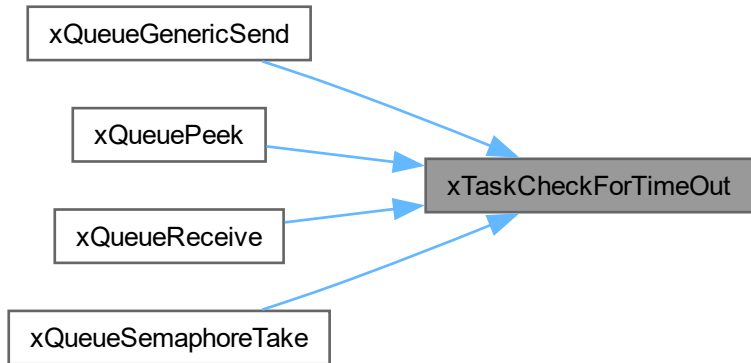 xQueueGenericSend
xQueuePeek
xTaskCheckForTimeOut
xQueueReceive
xQueueSemaphoreTake